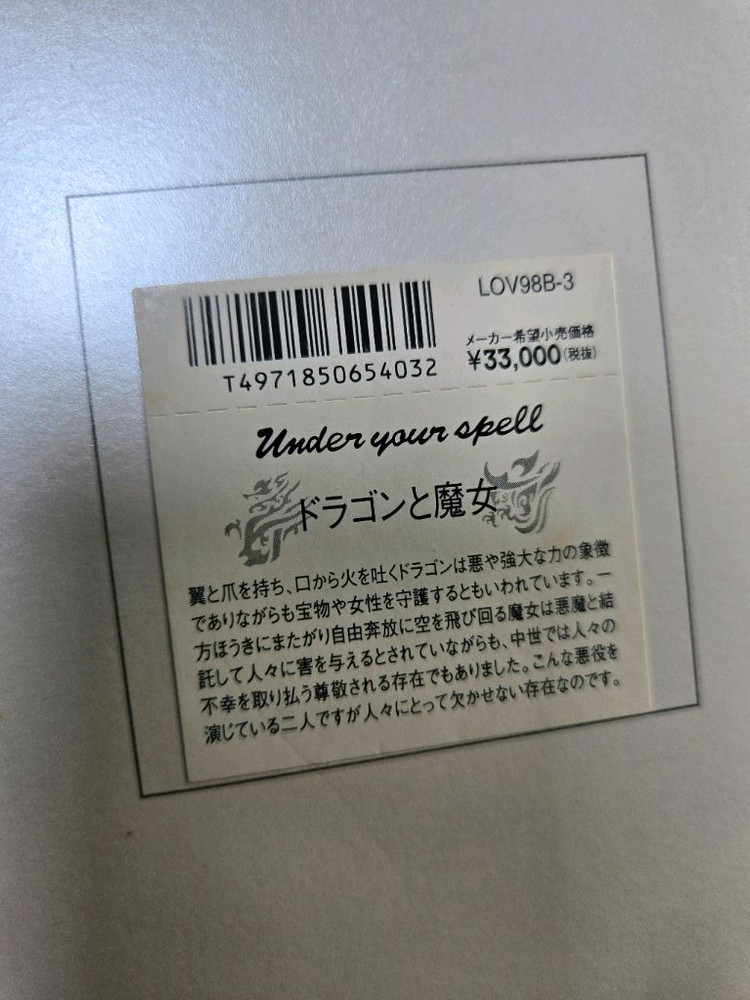 LOV98B-3
メーカー希望小売価格
¥33,000(税抜)
T4971850654032
Under your spell
ドラゴンと魔女
翼と爪を持ち、口から火を吐くドラゴンは悪や強大な力の象徴
でありながらも宝物や女性を守護するともいわれています。一
方ほうきにまたがり自由奔放に空を飛び回る魔女は悪魔と結
託して人々に害を与えるとされていながらも、中世では人々の
不幸を取り払う尊敬される存在でもありました。こんな悪役を
演じている二人ですが人々にとって欠かせない存在なのです。